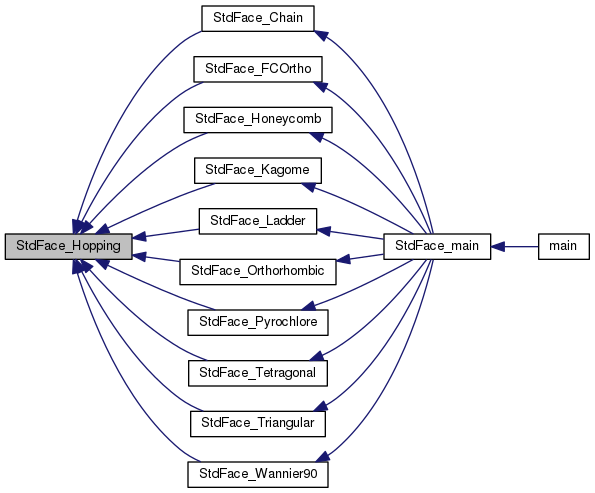 StdFace_Chain
StdFace_FCOrtho
StdFace_Honeycomb
StdFace_Kagome
StdFace_Ladder
StdFace_Hopping
StdFace_main
main
StdFace_Orthorhombic
StdFace_Pyrochlore
StdFace_Tetragonal
StdFace_Triangular
StdFace_Wannier90